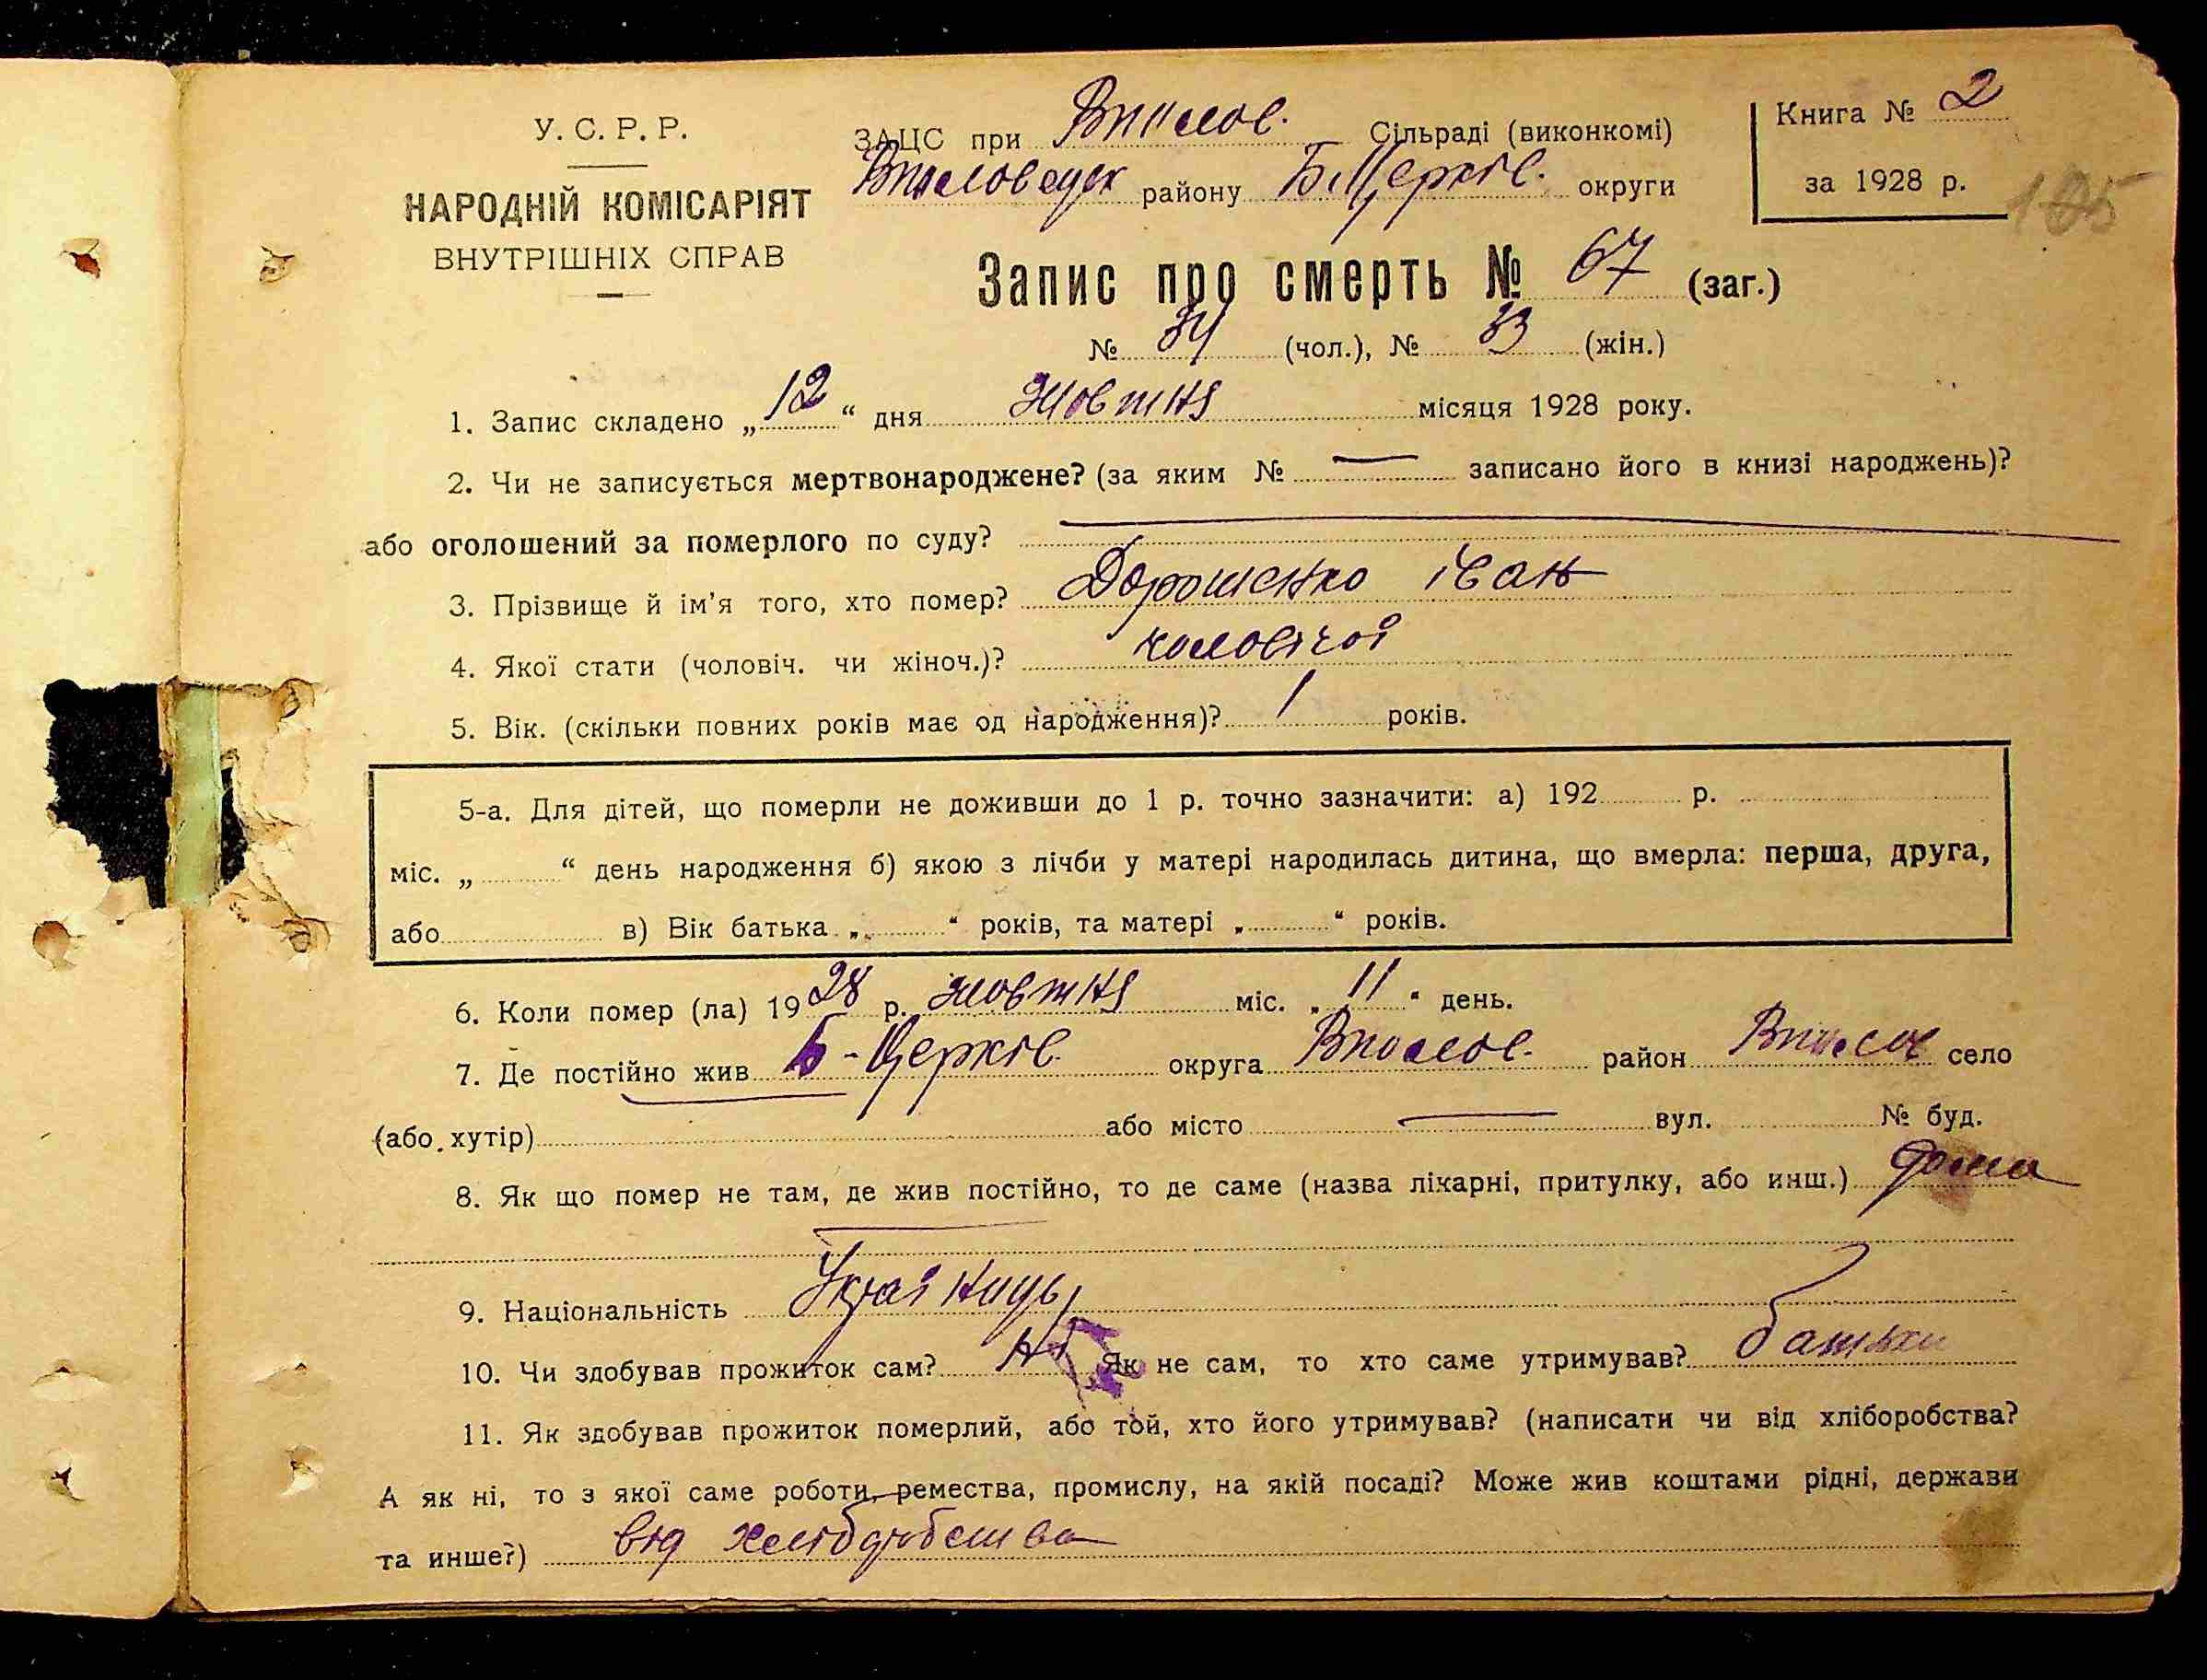 У. С. Р. Р.
НАРОДНІЙ КОМІСАРІЯТ
ВНУТРІШНІХ СПРАВ
ЗАЦС при Сільраді (виконкомі)
району Б. Церків. округи
Книга № 2
за 1928 р.
Запис про смерть № 67 (заг.)
№ 34 (чол.), № 33 (жін.)
1. Запис складено „12“ дня жовтня місяця 1928 року.
2. Чи не записується мертвонароджене? (за яким № — записано його в книзі народжень)?
або оголошений за померлого по суду?
3. Прізвище й ім’я того, хто помер? Дорошенко Іван
4. Якої стати (чоловіч. чи жіноч.)? чоловічої
5. Вік. (скільки повних років має од народження)? 1 років.
5-а. Для дітей, що померли не доживши до 1 р. точно зазначити: а) 192 р.
міс. „ “ день народження б) якою з лічби у матері народилась дитина, що вмерла: перша, друга,
або в) Вік батька „ “ років, та матері „ “ років.
6. Коли помер (ла) 1928 р. жовтня міс. „11“ день.
7. Де постійно жив Б-Церків. округа район село
(або хутір) або місто — вул. № буд.
8. Як що помер не там, де жив постійно, то де саме (назва лікарні, притулку, або инш.) дома
9. Національність Українець
10. Чи здобував прожиток сам? Ні Як не сам, то хто саме утримував? батьки
11. Як здобував прожиток померлий, або той, хто його утримував? (написати чи від хліборобства?
А як ні, то з якої саме роботи, ремества, промислу, на якій посаді? Може жив коштами рідні, держави
та инше?) від хліборобства